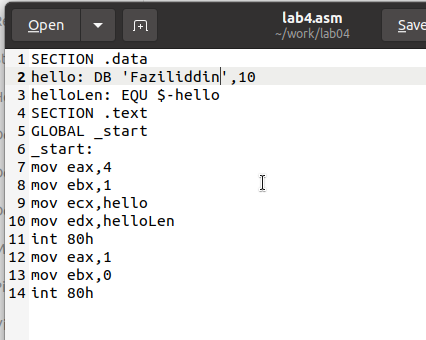 Open
lab4.asm
~/work/lab04
Save
1 SECTION .data
2 hello: DB 'Faziliddin',10
3 helloLen: EQU $-hello
4 SECTION .text
5 GLOBAL _start
6 _start:
7 mov eax,4
8 mov ebx,1
9 mov ecx,hello
10 mov edx,helloLen
11 int 80h
12 mov eax,1
13 mov ebx,0
14 int 80h